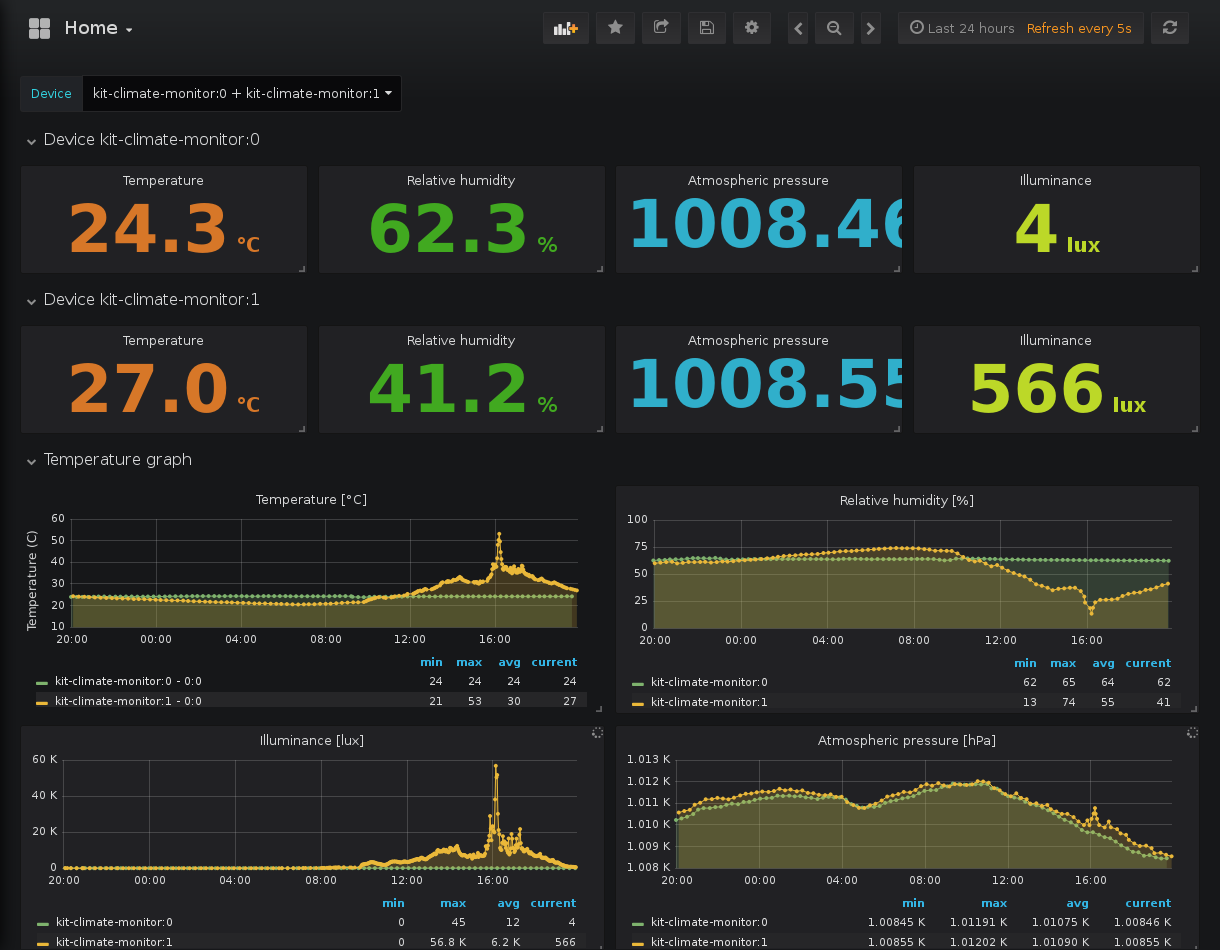 Home
Last 24 hours Refresh every 5s
Device kit-climate-monitor:0 + kit-climate-monitor:1
Device kit-climate-monitor:0
Temperature Relative humidity Atmospheric pressure Illuminance
24.3 °C 62.3 % 1008.46 4 lux
Device kit-climate-monitor:1
Temperature Relative humidity Atmospheric pressure Illuminance
27.0 °C 41.2 % 1008.55 566 lux
Temperature graph
Temperature [°C]
Temperature (C)
60
50
40
30
20
10
20:00 00:00 04:00 08:00 12:00 16:00
min max avg current
kit-climate-monitor:0 - 0:0 24 24 24 24
kit-climate-monitor:1 - 0:0 21 53 30 27
Relative humidity [%]
100
75
50
25
0
20:00 00:00 04:00 08:00 12:00 16:00
min max avg current
kit-climate-monitor:0 62 65 64 62
kit-climate-monitor:1 13 74 55 41
Illuminance [lux]
60 K
40 K
20 K
0
20:00 00:00 04:00 08:00 12:00 16:00
min max avg current
kit-climate-monitor:0 0 45 12 4
kit-climate-monitor:1 0 56.8 K 6.2 K 566
Atmospheric pressure [hPa]
1.013 K
1.012 K
1.011 K
1.010 K
1.009 K
1.008 K
20:00 00:00 04:00 08:00 12:00 16:00
min max avg current
kit-climate-monitor:0 1.00845 K 1.01191 K 1.01075 K 1.00846 K
kit-climate-monitor:1 1.00855 K 1.01202 K 1.01090 K 1.00855 K